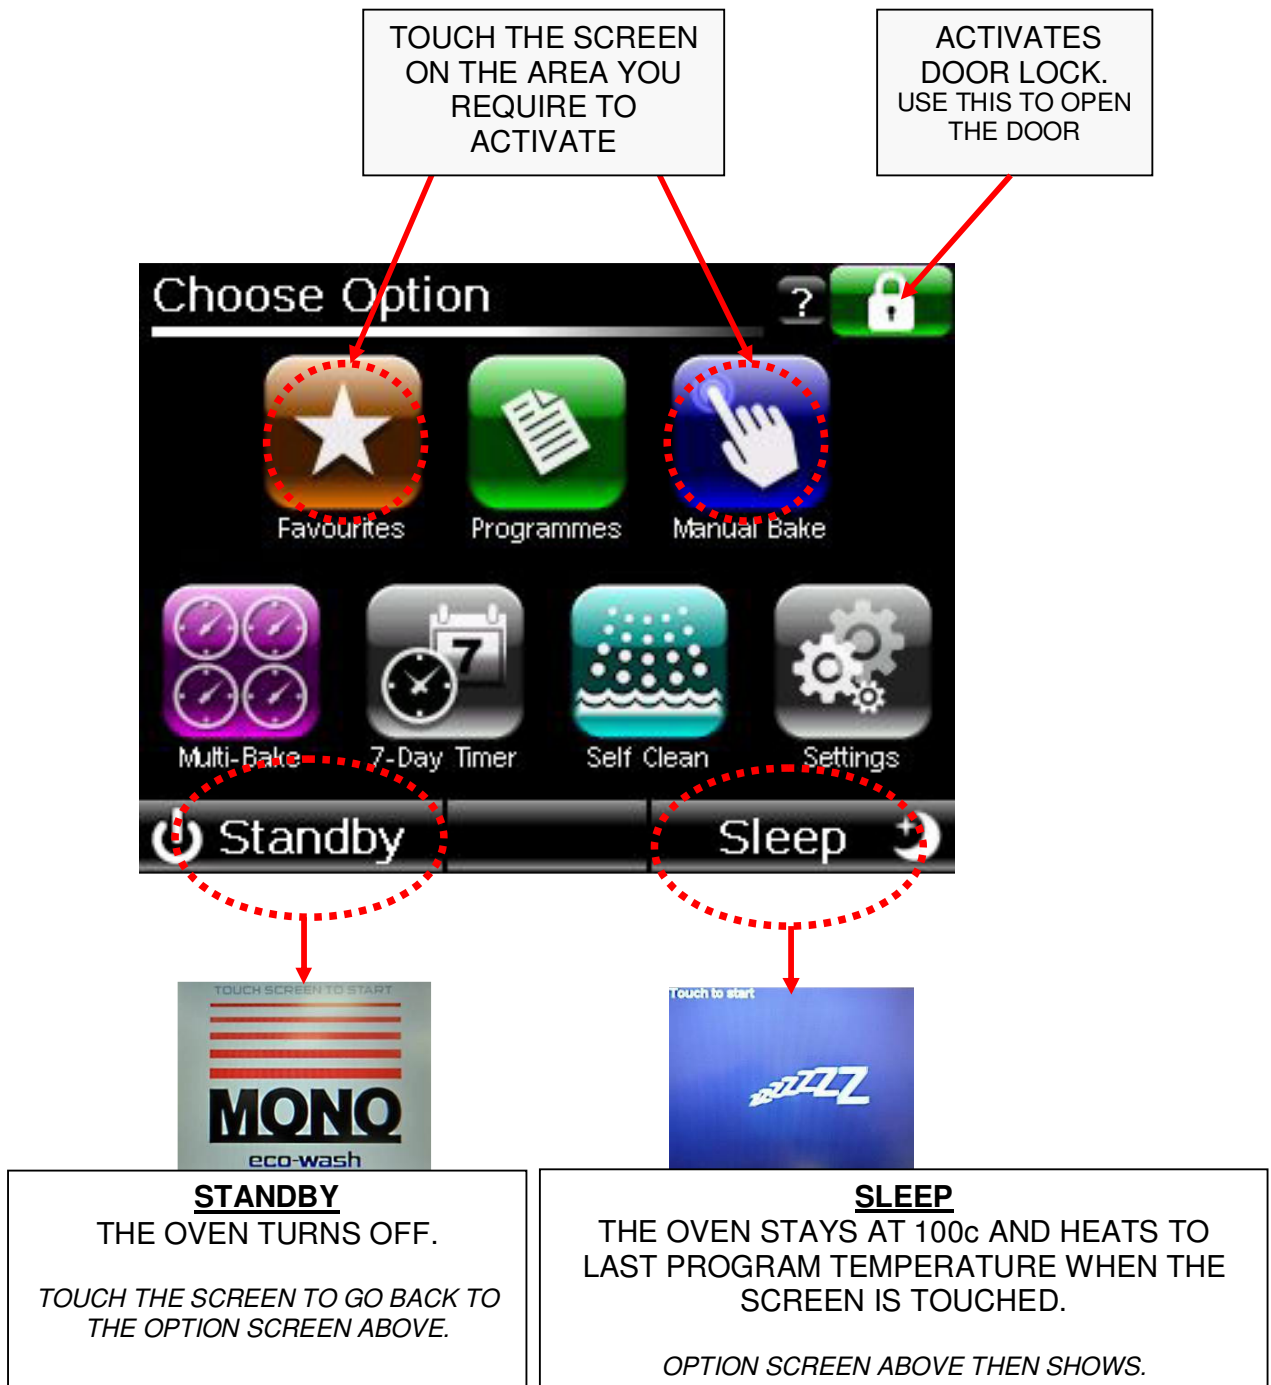 TOUCH THE SCREEN
ON THE AREA YOU
REQUIRE TO
ACTIVATE
ACTIVATES
DOOR LOCK.
USE THIS TO OPEN
THE DOOR
Choose Option
?
Favourites
Programmes
Manual Bake
7
Multi-Bake
7-Day Timer
Self Clean
Settings
Standby
Sleep
TOUCH SCREEN TO START
MONO
eco-wash
Touch to start
zzzzZZZ
STANDBY
THE OVEN TURNS OFF.
TOUCH THE SCREEN TO GO BACK TO
THE OPTION SCREEN ABOVE.
SLEEP
THE OVEN STAYS AT 100c AND HEATS TO
LAST PROGRAM TEMPERATURE WHEN THE
SCREEN IS TOUCHED.
OPTION SCREEN ABOVE THEN SHOWS.